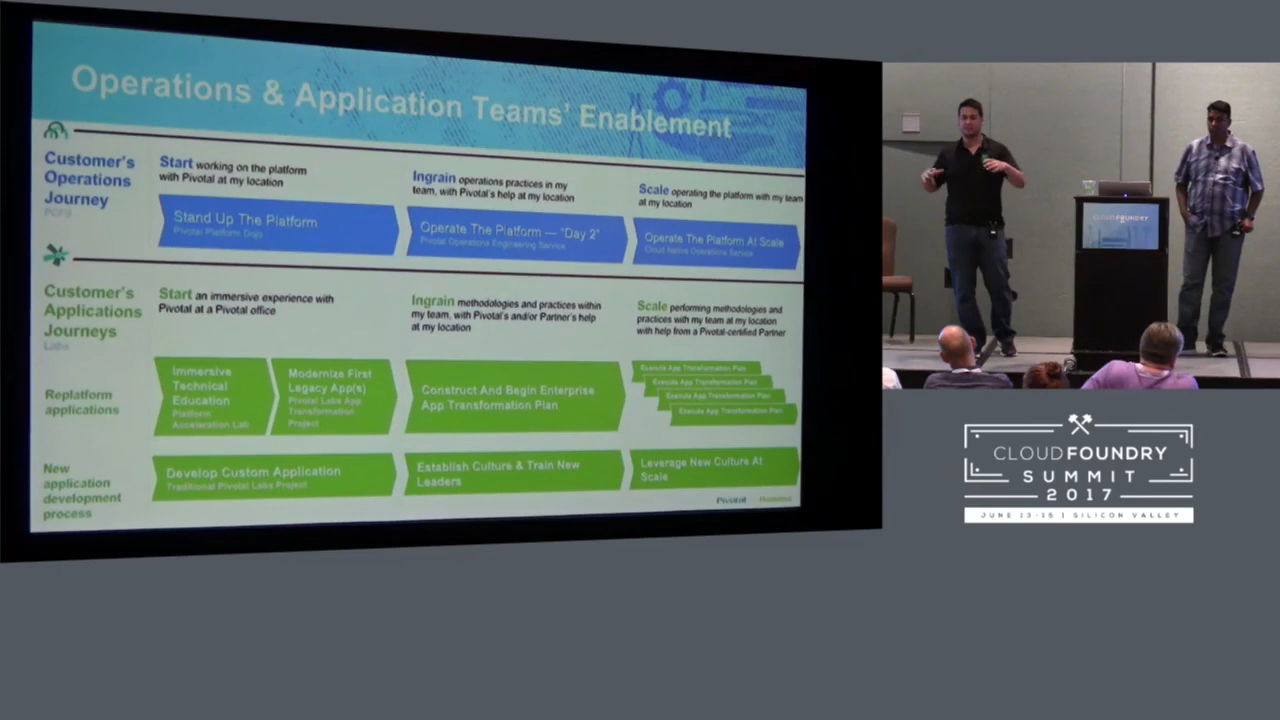 Operations & Application Teams' Enablement
Customer's
Operations
Journey
PCFS
Start working on the platform
with Pivotal at my location
Ingrain operations practices in my
team, with Pivotal's help at my location
Scale operating the platform with my team
at my location
Stand Up The Platform
Pivotal Platform Dojo
Operate The Platform — "Day 2"
Pivotal Operations Engineering Service
Operate The Platform At Scale
Cloud Native Operations Service
Customer's
Applications
Journeys
Labs
Start an immersive experience with
Pivotal at a Pivotal office
Ingrain methodologies and practices within
my team, with Pivotal's and/or Partner's help
at my location
Scale performing methodologies and
practices with my team at my location
with help from a Pivotal-certified Partner
Replatform
applications
Immersive
Technical
Education
Platform
Acceleration Lab
Modernize First
Legacy App(s)
Pivotal Labs App
Transformation
Project
Construct And Begin Enterprise
App Transformation Plan
Execute App Transformation Plan
Execute App Transformation Plan
Execute App Transformation Plan
Execute App Transformation Plan
New
application
development
process
Develop Custom Application
Traditional Pivotal Labs Project
Establish Culture & Train New
Leaders
Leverage New Culture At
Scale
Pivotal
CLOUD FOUNDRY
SUMMIT
CLOUD FOUNDRY
SUMMIT
2017
JUNE 13-15 | SILICON VALLEY